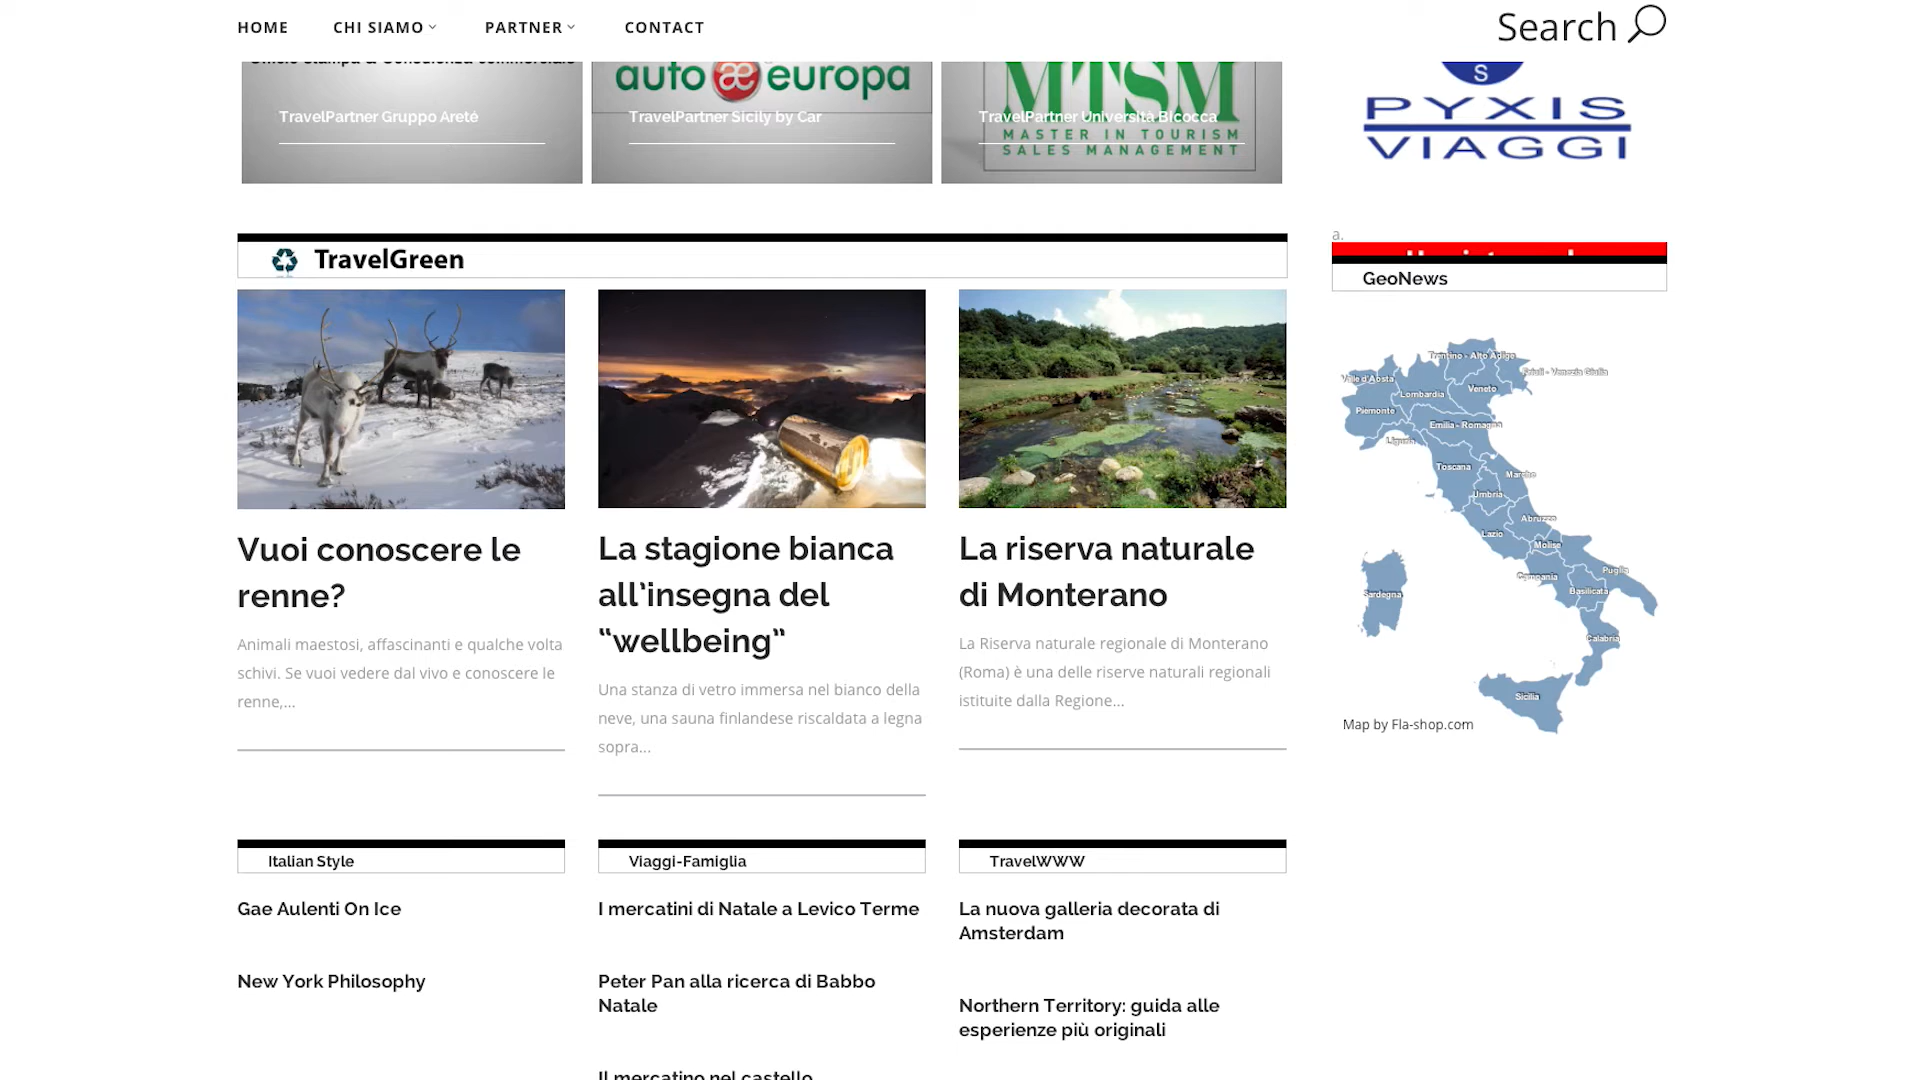 HOME
CHI SIAMO
PARTNER
CONTACT
Search
TravelPartner Gruppo Areté
auto æ europa
TravelPartner Sicily by Car
MTSM
TravelPartner Università BIcocca
MASTER IN TOURISM
SALES MANAGEMENT
S
PYXIS
VIAGGI
TravelGreen
Vuoi conoscere le
renne?
Animali maestosi, affascinanti e qualche volta
schivi. Se vuoi vedere dal vivo e conoscere le
renne,...
La stagione bianca
all’insegna del
“wellbeing”
Una stanza di vetro immersa nel bianco della
neve, una sauna finlandese riscaldata a legna
sopra...
La riserva naturale
di Monterano
La Riserva naturale regionale di Monterano
(Roma) è una delle riserve naturali regionali
istituite dalla Regione...
a.
GeoNews
Trentino - Alto Adige
Friuli - Venezia Giulia
Valle d'Aosta
Veneto
Lombardia
Piemonte
Emilia - Romagna
Liguria
Toscana
Marche
Umbria
Abruzzo
Lazio
Molise
Puglia
Campania
Basilicata
Sardegna
Calabria
Sicilia
Map by Fla-shop.com
Italian Style
Gae Aulenti On Ice
New York Philosophy
Viaggi-Famiglia
I mercatini di Natale a Levico Terme
Peter Pan alla ricerca di Babbo
Natale
Il mercatino nel castello
TravelWWW
La nuova galleria decorata di
Amsterdam
Northern Territory: guida alle
esperienze più originali